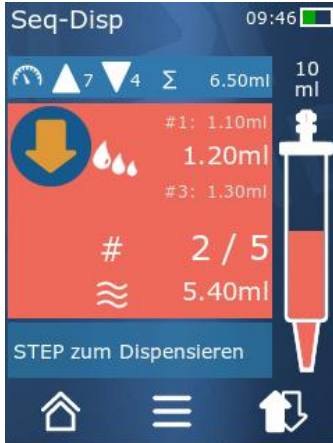 Seq-Disp 09:46
7 4 Σ 6.50ml 10 ml
#1: 1.10ml
1.20ml
#3: 1.30ml
# 2 / 5
5.40ml
STEP zum Dispensieren